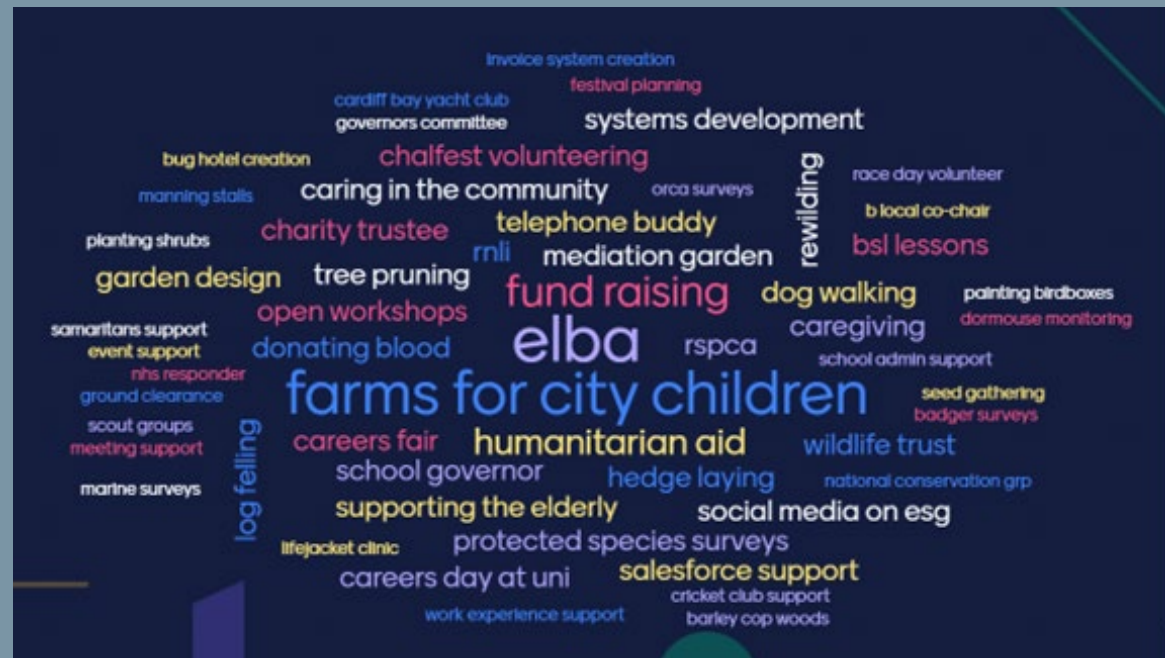 invoice system creation
festival planning
cardiff bay yacht club
governors committee
systems development
bug hotel creation
chalfest volunteering
rewilding
race day volunteer
manning stalls
caring in the community
orca surveys
b local co-chair
planting shrubs
charity trustee
telephone buddy
rnli
mediation garden
bsl lessons
garden design
tree pruning
fund raising
dog walking
painting birdboxes
open workshops
dormouse monitoring
samaritans support
elba
caregiving
event support
donating blood
rspca
school admin support
nhs responder
ground clearance
farms for city children
seed gathering
badger surveys
scout groups
meeting support
log felling
careers fair
humanitarian aid
wildlife trust
school governor
hedge laying
national conservation grp
marine surveys
supporting the elderly
social media on esg
lifejacket clinic
protected species surveys
careers day at uni
salesforce support
cricket club support
work experience support
barley cop woods